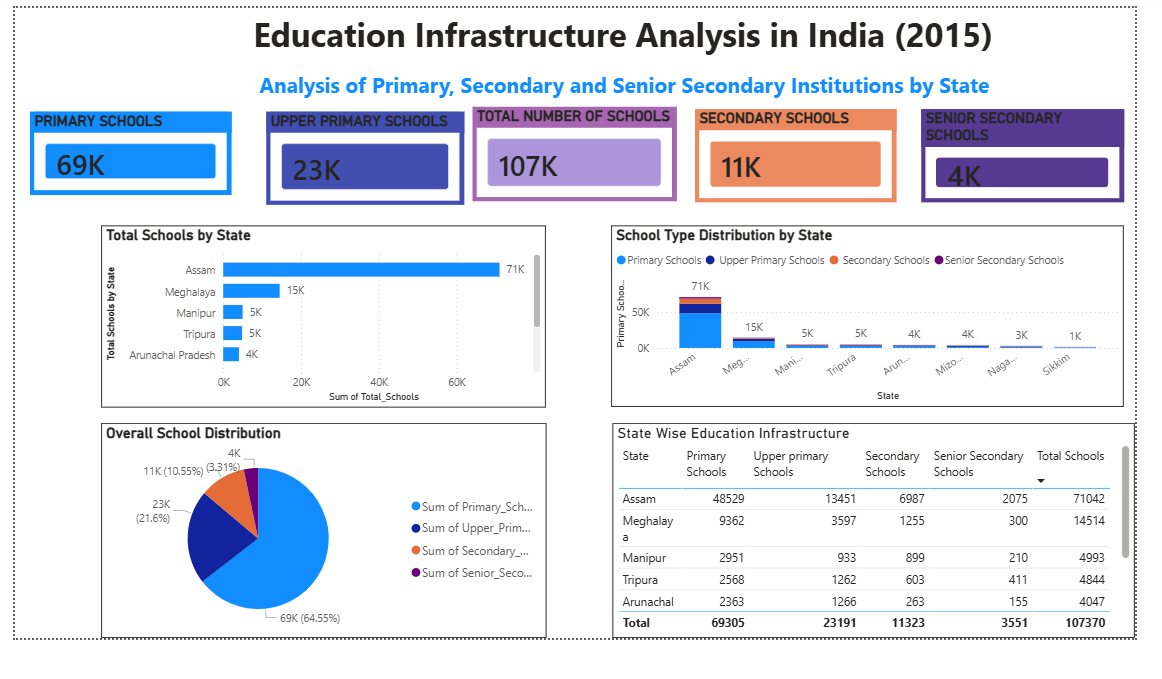 Education Infrastructure Analysis in India (2015)
Analysis of Primary, Secondary and Senior Secondary Institutions by State
PRIMARY SCHOOLS
69K
UPPER PRIMARY SCHOOLS
23K
TOTAL NUMBER OF SCHOOLS
107K
SECONDARY SCHOOLS
11K
SENIOR SECONDARY
SCHOOLS
4K
Total Schools by State
Total Schools by State
Assam 71K
Meghalaya 15K
Manipur 5K
Tripura 5K
Arunachal Pradesh 4K
0K 20K 40K 60K
Sum of Total_Schools
School Type Distribution by State
Primary Schools Upper Primary Schools Secondary Schools Senior Secondary Schools
Primary Schoo...
50K
0K
71K 15K 5K 5K 4K 4K 3K 1K
Assam Meg... Mani... Tripura Arun... Mizo... Naga... Sikkim
State
Overall School Distribution
4K
(3.31%)
11K (10.55%)
23K
(21.6%)
69K (64.55%)
Sum of Primary_Sch...
Sum of Upper_Prim...
Sum of Secondary_...
Sum of Senior_Seco...
State Wise Education Infrastructure
State Primary Upper primary Secondary Senior Secondary Total Schools
Schools Schools Schools Schools
Assam 48529 13451 6987 2075 71042
Meghalay 9362 3597 1255 300 14514
a
Manipur 2951 933 899 210 4993
Tripura 2568 1262 603 411 4844
Arunachal 2363 1266 263 155 4047
Total 69305 23191 11323 3551 107370